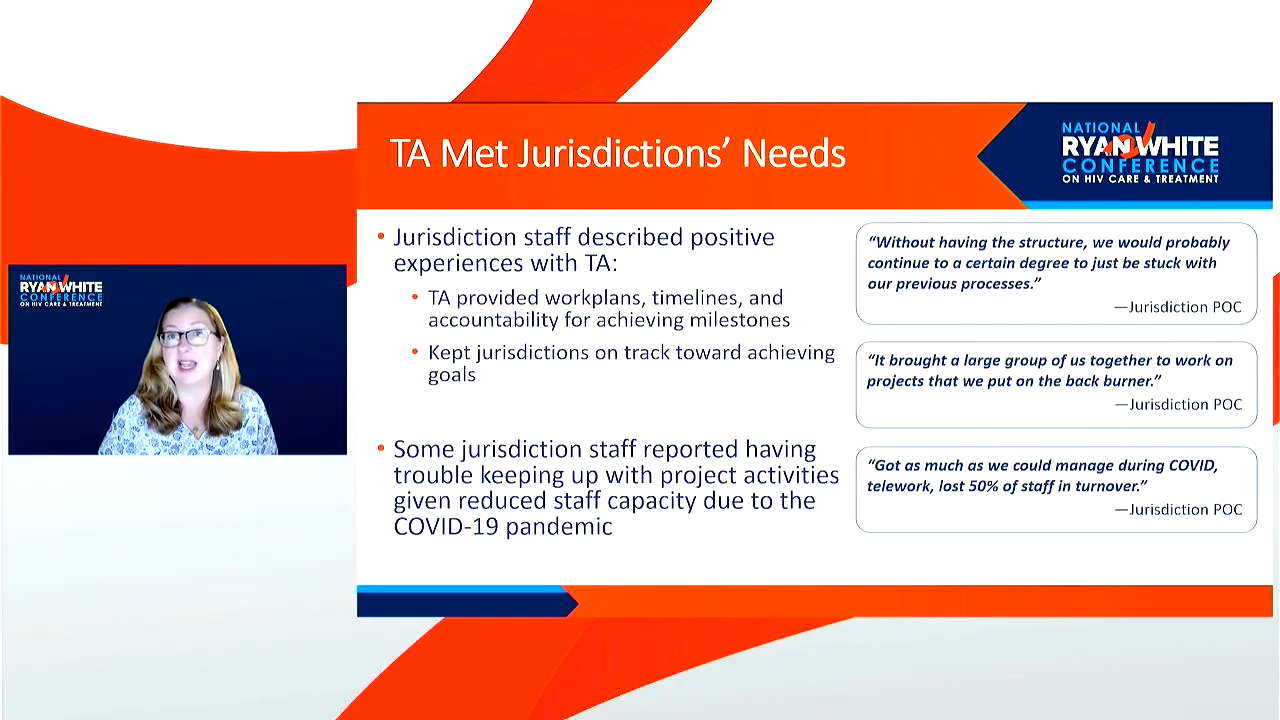 NATIONAL
RYAN WHITE
CONFERENCE
ON HIV CARE & TREATMENT
TA Met Jurisdictions’ Needs
NATIONAL
RYAN WHITE
CONFERENCE
ON HIV CARE & TREATMENT
• Jurisdiction staff described positive
experiences with TA:
• TA provided workplans, timelines, and
accountability for achieving milestones
• Kept jurisdictions on track toward achieving
goals
• Some jurisdiction staff reported having
trouble keeping up with project activities
given reduced staff capacity due to the
COVID-19 pandemic
“Without having the structure, we would probably
continue to a certain degree to just be stuck with
our previous processes.”
—Jurisdiction POC
“It brought a large group of us together to work on
projects that we put on the back burner.”
—Jurisdiction POC
“Got as much as we could manage during COVID,
telework, lost 50% of staff in turnover.”
—Jurisdiction POC